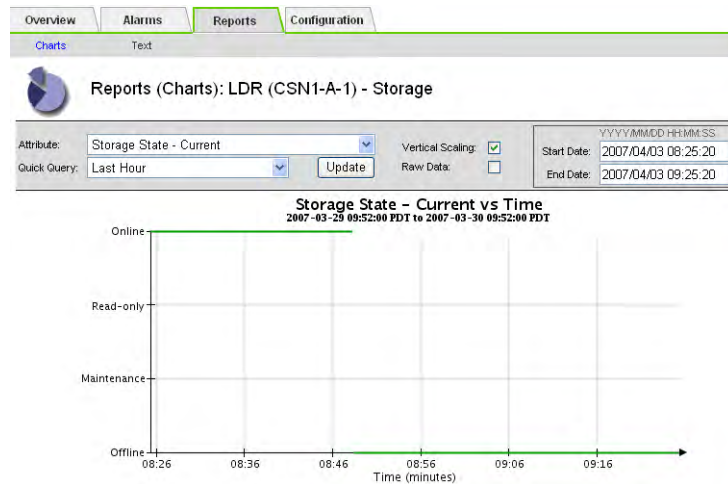 Overview Alarms Reports Configuration
Charts Text
Reports (Charts): LDR (CSN1-A-1) - Storage
YYYY/MM/DD HH:MM:SS
Attribute: Storage State - Current Vertical Scaling: Start Date: 2007/04/03 08:25:20
Quick Query: Last Hour Update Raw Data: End Date: 2007/04/03 09:25:20
Storage State - Current vs Time
2007-03-29 09:52:00 PDT to 2007-03-30 09:52:00 PDT
Online
Read-only
Maintenance
Offline
08:26 08:36 08:46 08:56 09:06 09:16
Time (minutes)